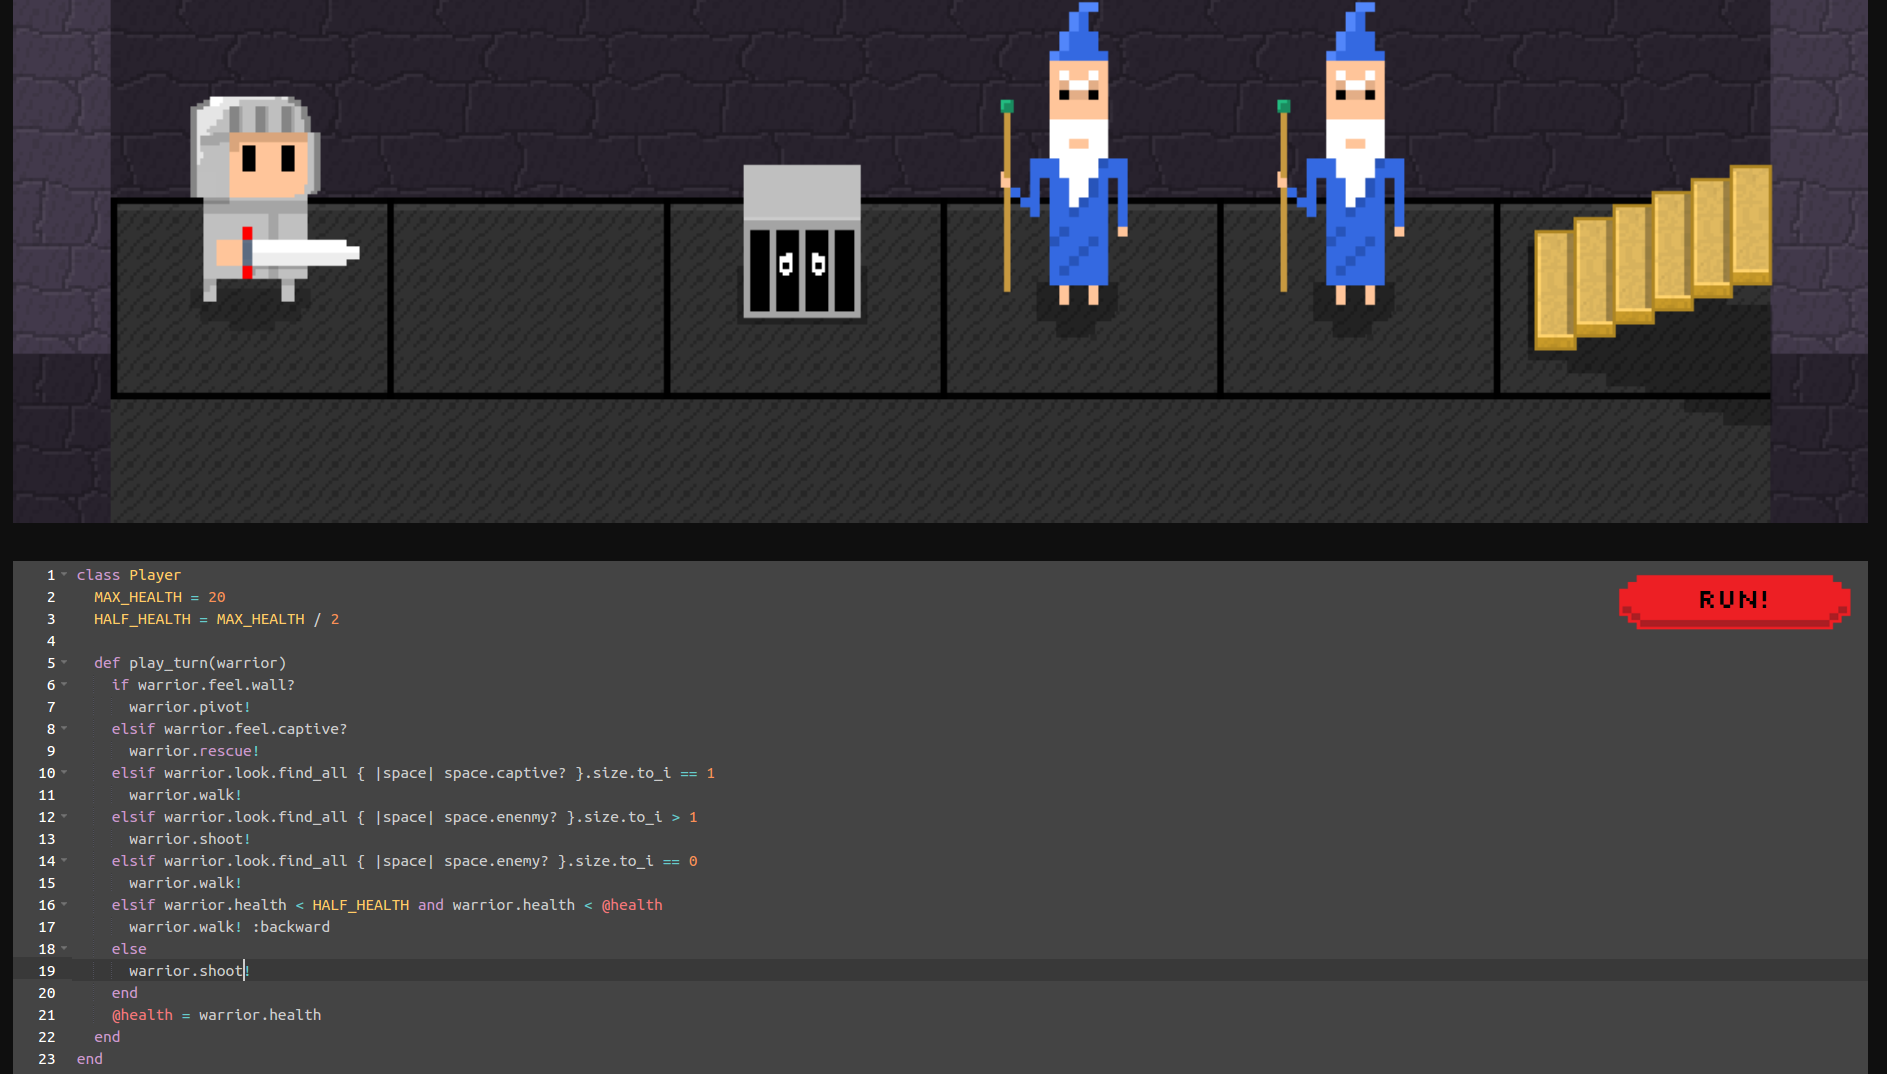 1 class Player
2 MAX_HEALTH = 20
3 HALF_HEALTH = MAX_HEALTH / 2
4
5 def play_turn(warrior)
6 if warrior.feel.wall?
7 warrior.pivot!
8 elsif warrior.feel.captive?
9 warrior.rescue!
10 elsif warrior.look.find_all { |space| space.captive? }.size.to_i == 1
11 warrior.walk!
12 elsif warrior.look.find_all { |space| space.enenmy? }.size.to_i > 1
13 warrior.shoot!
14 elsif warrior.look.find_all { |space| space.enemy? }.size.to_i == 0
15 warrior.walk!
16 elsif warrior.health < HALF_HEALTH and warrior.health < @health
17 warrior.walk! :backward
18 else
19 warrior.shoot!
20 end
21 @health = warrior.health
22 end
23 end
RUN!